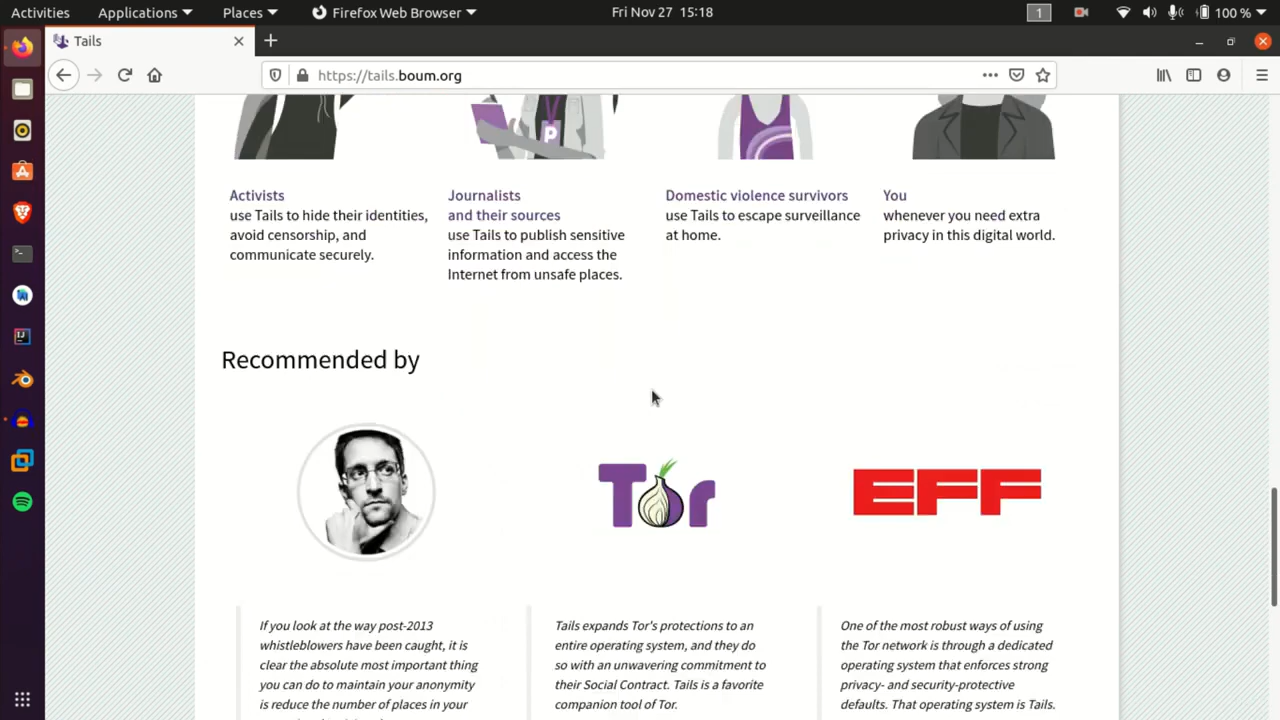 Activities Applications Places Firefox Web Browser Fri Nov 27 15:18 1 100 %
Tails
https://tails.boum.org
P
Activists
use Tails to hide their identities,
avoid censorship, and
communicate securely.
Journalists
and their sources
use Tails to publish sensitive
information and access the
Internet from unsafe places.
Domestic violence survivors
use Tails to escape surveillance
at home.
You
whenever you need extra
privacy in this digital world.
Recommended by
Tor
EFF
If you look at the way post-2013
whistleblowers have been caught, it is
clear the absolute most important thing
you can do to maintain your anonymity
is reduce the number of places in your
Tails expands Tor's protections to an
entire operating system, and they do
so with an unwavering commitment to
their Social Contract. Tails is a favorite
companion tool of Tor.
One of the most robust ways of using
the Tor network is through a dedicated
operating system that enforces strong
privacy- and security-protective
defaults. That operating system is Tails.